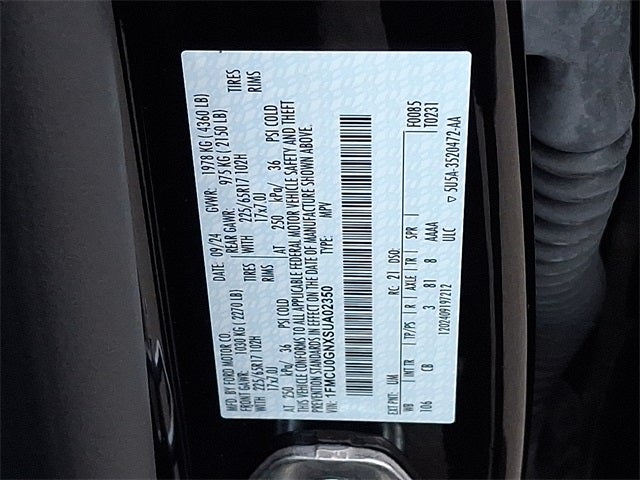 MFD. BY FORD MOTOR CO.
DATE: 09/24 GVWR: 1978 KG ( 4360 LB)
FRONT GAWR: 1030 KG ( 2270 LB) REAR GAWR: 975 KG ( 2150 LB)
WITH 225/65R17 102H TIRES WITH 225/65R17 102H TIRES
17x7.0J RIMS 17x7.0J RIMS
AT 250 kPa/ 36 PSI COLD AT 250 kPa/ 36 PSI COLD
THIS VEHICLE CONFORMS TO ALL APPLICABLE FEDERAL MOTOR VEHICLE SAFETY AND THEFT
PREVENTION STANDARDS IN EFFECT ON THE DATE OF MANUFACTURE SHOWN ABOVE.
VIN: 1FMCU0GNXSUA02350 TYPE: MPV
F0085
T0231
EXT PNT: UM RC: 21 DSO:
WB TP/PS R AXLE TR SPR
106 CB 3 81 8 AAAA
1202409197212 ULC
▽ 5U5A-3520472-AA